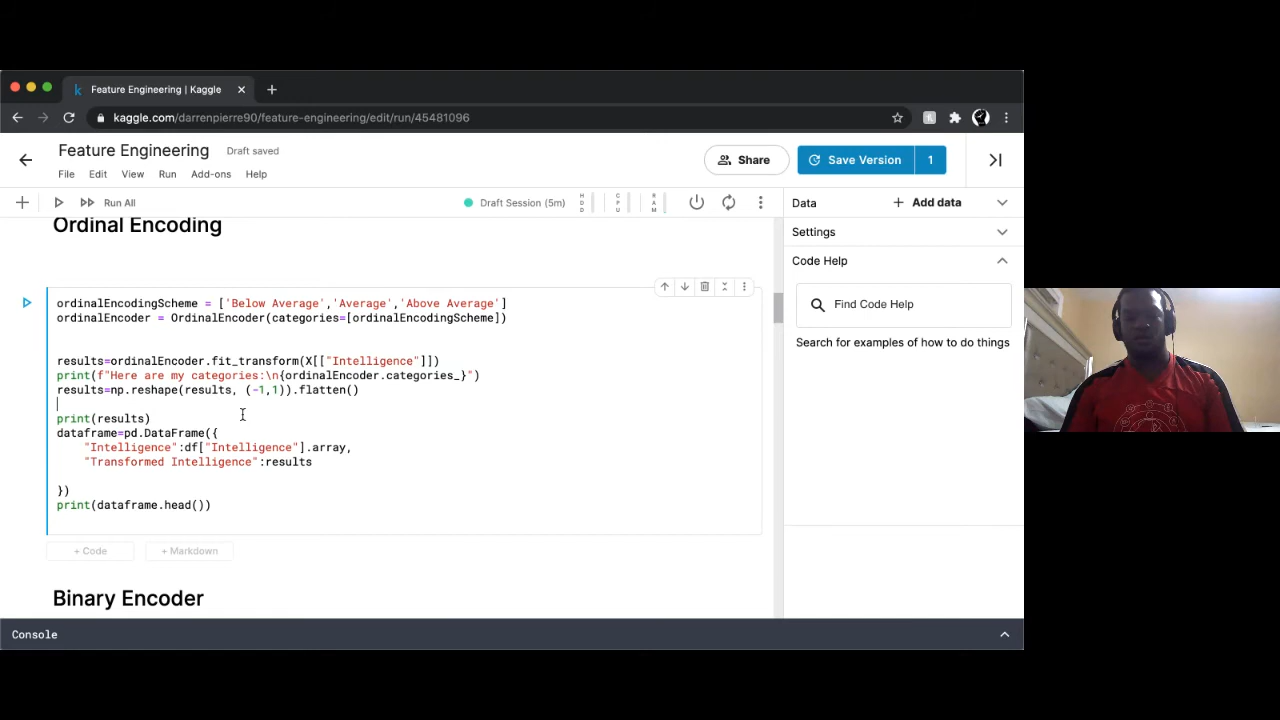 Feature Engineering | Kaggle
kaggle.com/darrenpierre90/feature-engineering/edit/run/45481096
Feature Engineering
Draft saved
Share
Save Version
1
File
Edit
View
Run
Add-ons
Help
Run All
Draft Session (5m)
HDD
CPU
RAM
Data
Add data
Settings
Code Help
Find Code Help
Search for examples of how to do things
Ordinal Encoding
ordinalEncodingScheme = ['Below Average','Average','Above Average']
ordinalEncoder = OrdinalEncoder(categories=[ordinalEncodingScheme])
results=ordinalEncoder.fit_transform(X[["Intelligence"]])
print(f"Here are my categories:\n{ordinalEncoder.categories_}")
results=np.reshape(results, (-1,1)).flatten()
print(results)
dataframe=pd.DataFrame({
"Intelligence":df["Intelligence"].array,
"Transformed Intelligence":results
})
print(dataframe.head())
+ Code
+ Markdown
Binary Encoder
Console